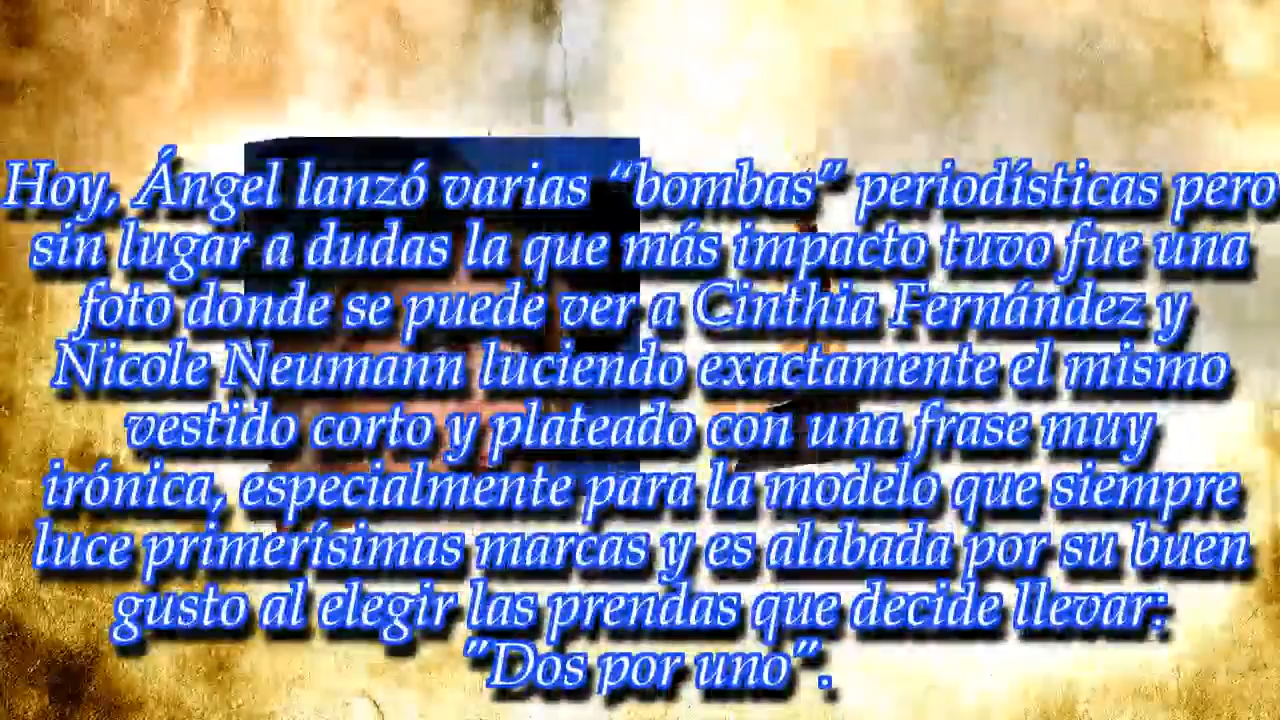 Hoy, Ángel lanzó varias “bombas” periodísticas pero
sin lugar a dudas la que más impacto tuvo fue una
foto donde se puede ver a Cinthia Fernández y
Nicole Neumann luciendo exactamente el mismo
vestido corto y plateado con una frase muy
irónica, especialmente para la modelo que siempre
luce primerísimas marcas y es alabada por su buen
gusto al elegir las prendas que decide llevar:
"Dos por uno".